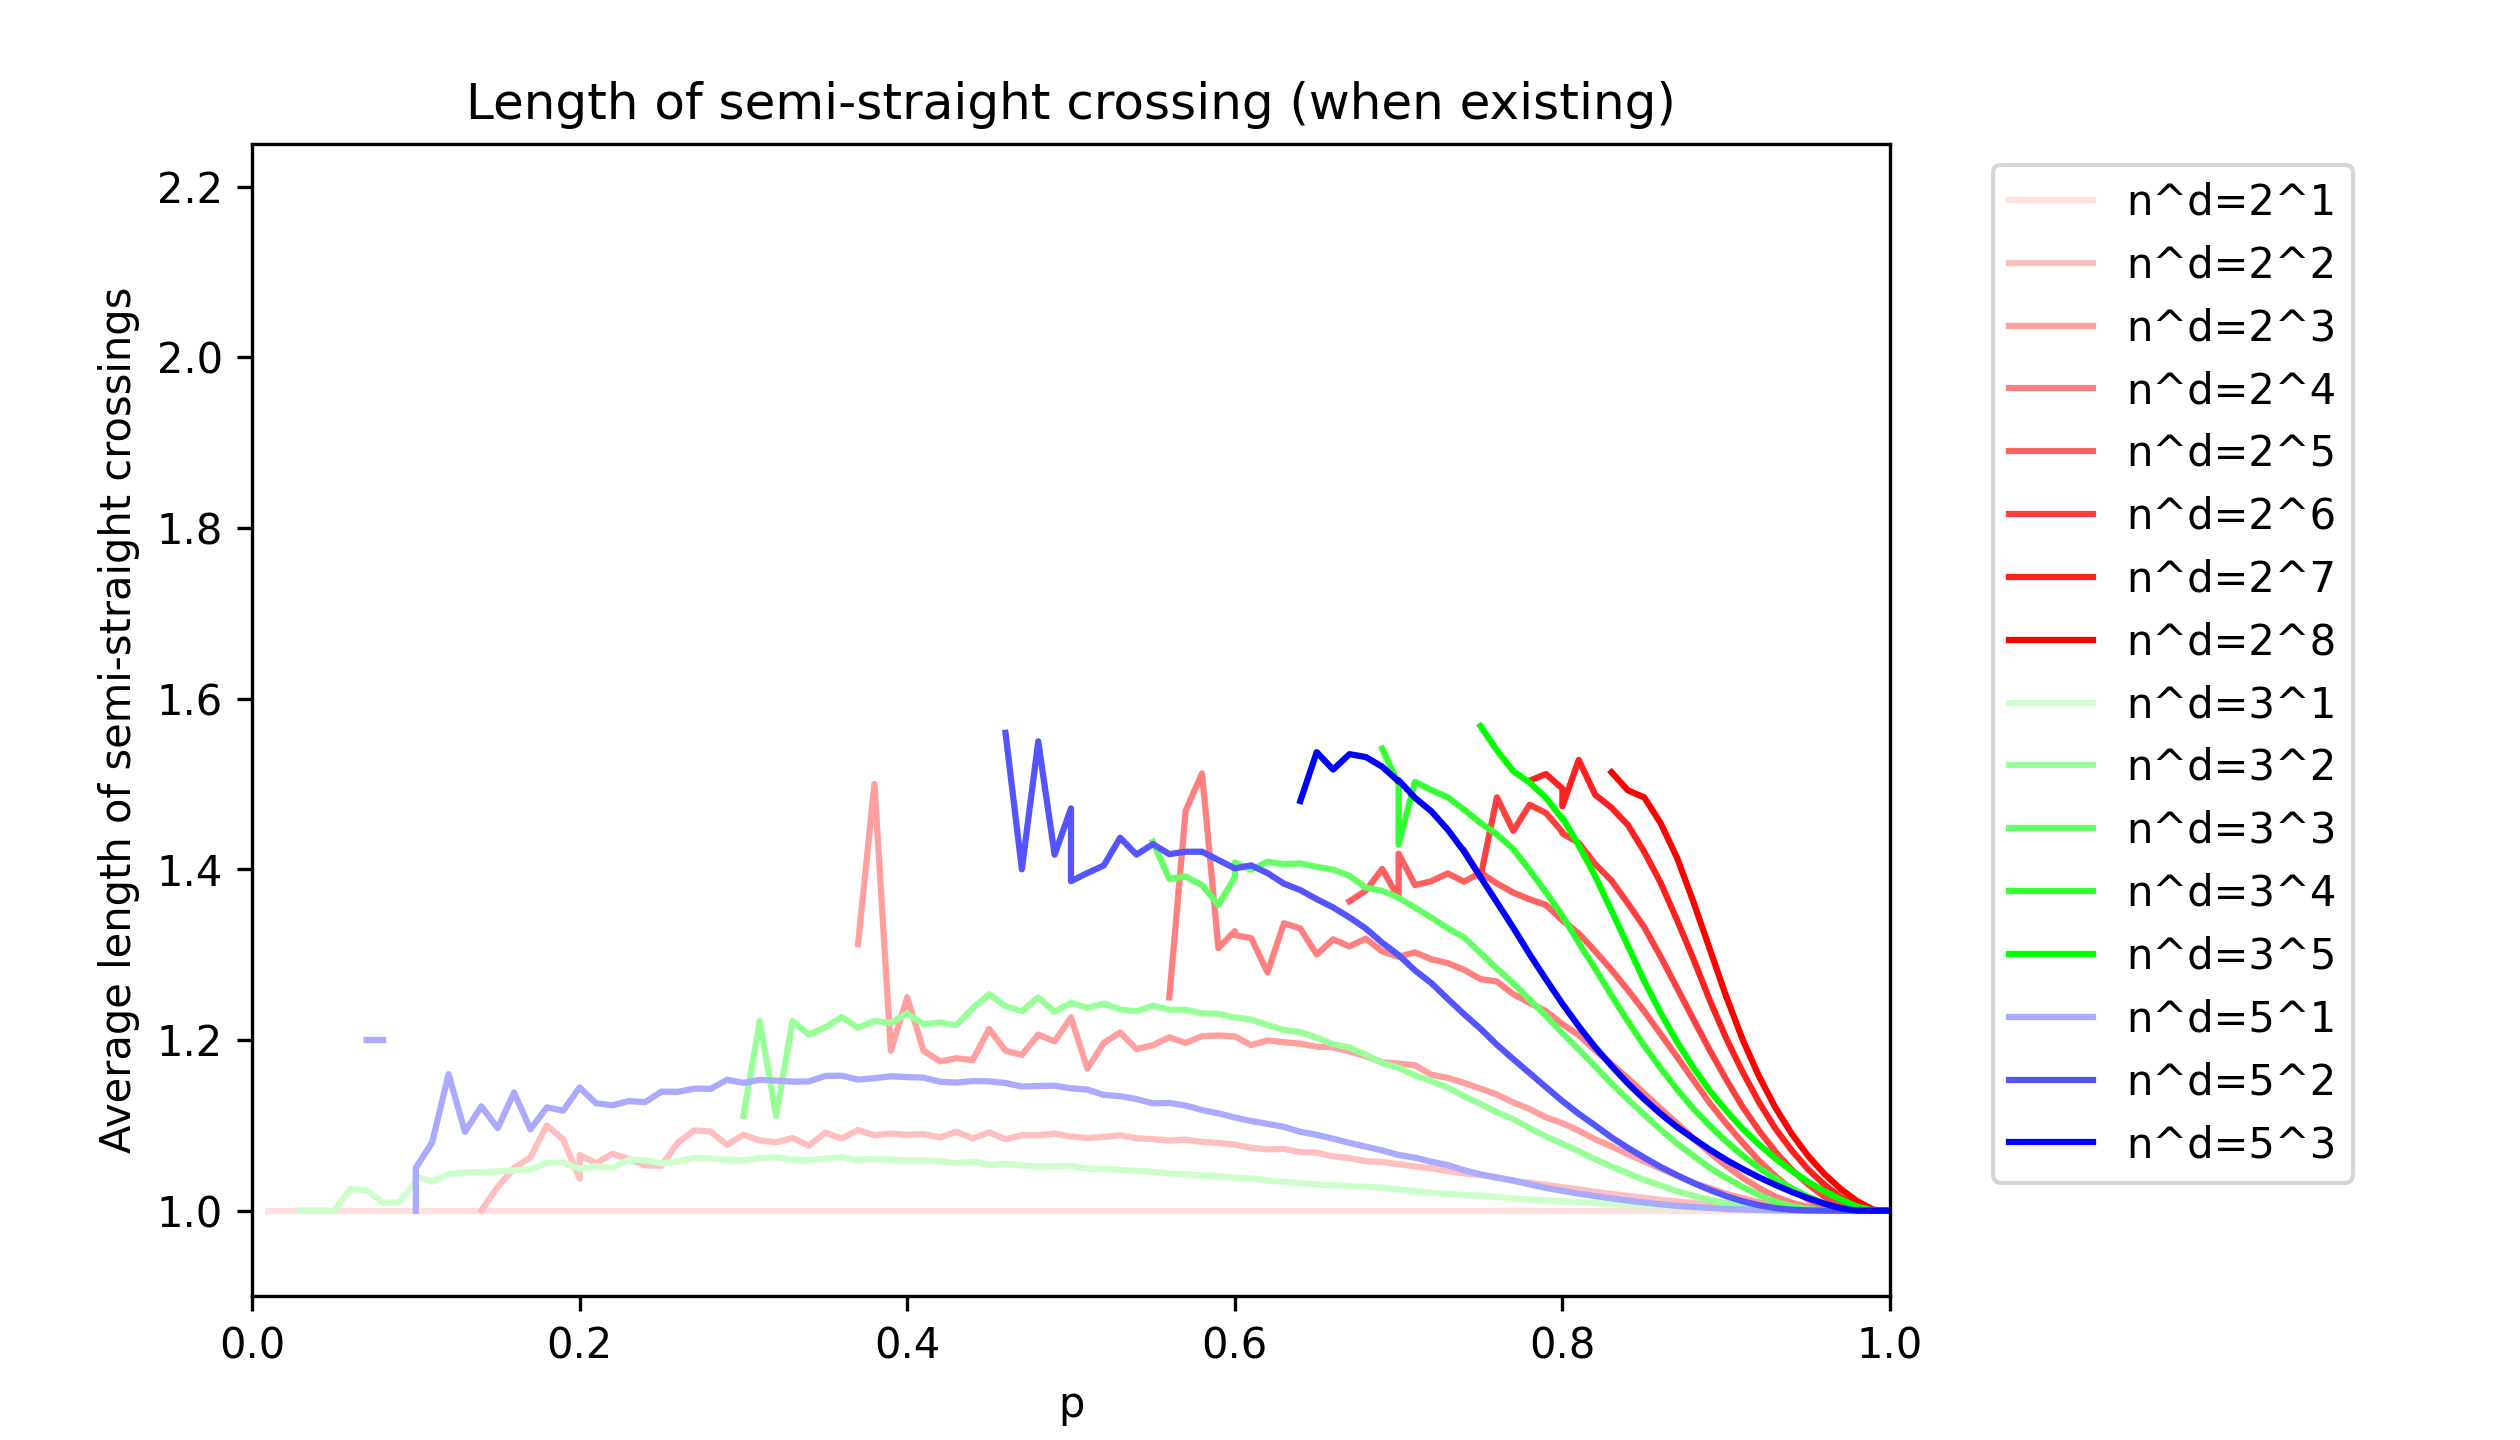 Length of semi-straight crossing (when existing)
Average length of semi-straight crossings
2.2
2.0
1.8
1.6
1.4
1.2
1.0
0.0 0.2 0.4 0.6 0.8 1.0
p
n^d=2^1
n^d=2^2
n^d=2^3
n^d=2^4
n^d=2^5
n^d=2^6
n^d=2^7
n^d=2^8
n^d=3^1
n^d=3^2
n^d=3^3
n^d=3^4
n^d=3^5
n^d=5^1
n^d=5^2
n^d=5^3